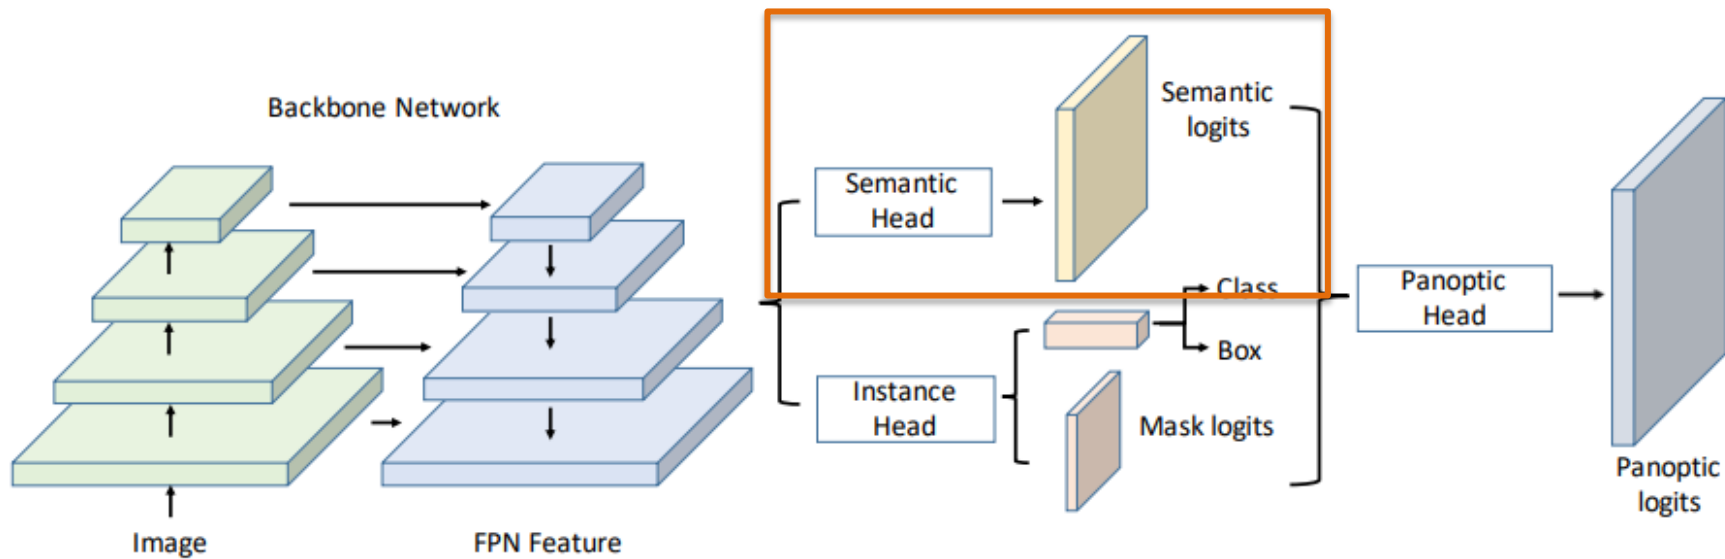 Backbone Network
Image
FPN Feature
Semantic
Head
Semantic
logits
Instance
Head
Class
Box
Mask logits
Panoptic
Head
Panoptic
logits